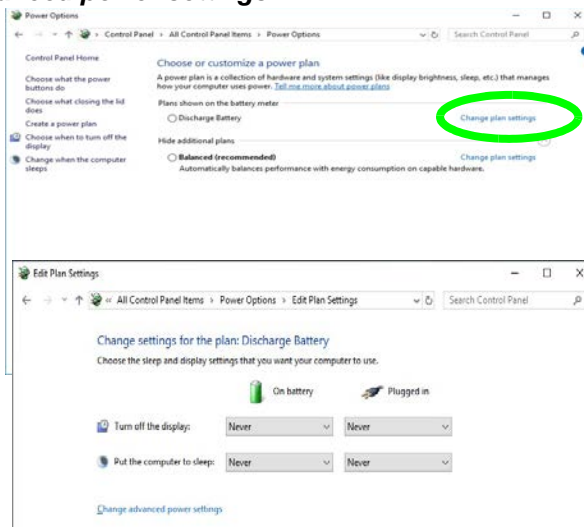 power settings
Power Options
Control Panel > All Control Panel Items > Power Options
Search Control Panel
Control Panel Home
Choose what the power
buttons do
Choose what closing the lid
does
Create a power plan
Choose when to turn off the
display
Change when the computer
sleeps
Choose or customize a power plan
A power plan is a collection of hardware and system settings (like display brightness, sleep, etc.) that manages
how your computer uses power. Tell me more about power plans
Plans shown on the battery meter
Discharge Battery
Change plan settings
Hide additional plans
Balanced (recommended)
Change plan settings
Automatically balances performance with energy consumption on capable hardware.
Edit Plan Settings
« All Control Panel Items > Power Options > Edit Plan Settings
Search Control Panel
Change settings for the plan: Discharge Battery
Choose the sleep and display settings that you want your computer to use.
On battery
Plugged in
Turn off the display:
Never
Never
Put the computer to sleep:
Never
Never
Change advanced power settings